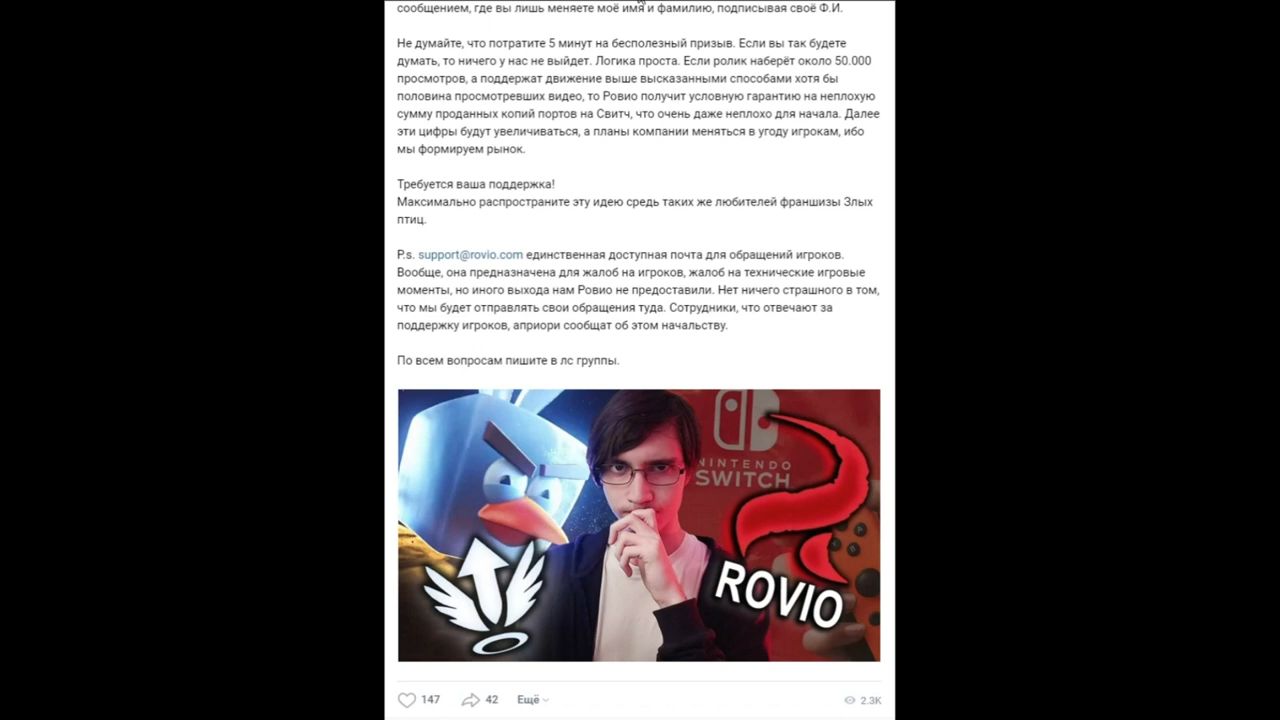 сообщением, где вы лишь меняете моё имя и фамилию, подписывая своё Ф.И.
Не думайте, что потратите 5 минут на бесполезный призыв. Если вы так будете
думать, то ничего у нас не выйдет. Логика проста. Если ролик наберёт около 50.000
просмотров, а поддержат движение выше высказанными способами хотя бы
половина просмотревших видео, то Ровио получит условную гарантию на неплохую
сумму проданных копий портов на Свитч, что очень даже неплохо для начала. Далее
эти цифры будут увеличиваться, а планы компании меняться в угоду игрокам, ибо
мы формируем рынок.
Требуется ваша поддержка!
Максимально распространите эту идею средь таких же любителей франшизы Злых
птиц.
P.s. support@rovio.com единственная доступная почта для обращений игроков.
Вообще, она предназначена для жалоб на игроков, жалоб на технические игровые
моменты, но иного выхода нам Ровио не предоставили. Нет ничего страшного в том,
что мы будет отправлять свои обращения туда. Сотрудники, что отвечают за
поддержку игроков, априори сообщат об этом начальству.
По всем вопросам пишите в лс группы.
NINTENDO
SWITCH
ROVIO
147 42 Ещё 2.3K